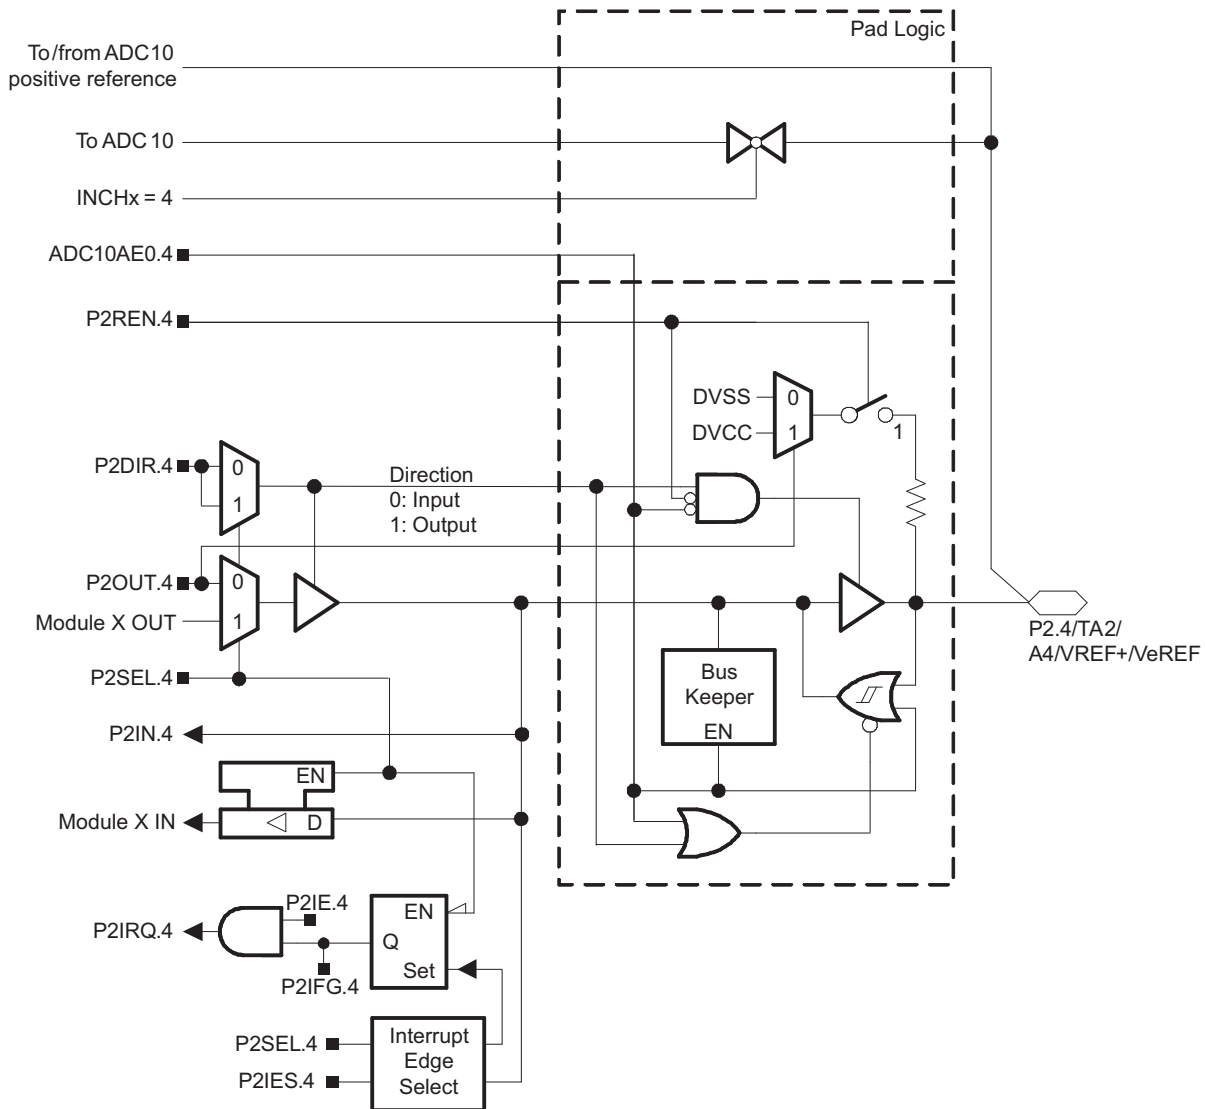 Pad Logic
To/from ADC10
positive reference
To ADC 10
INCHx = 4
ADC10AE0.4
P2REN.4
DVSS
0
DVCC
1
1
P2DIR.4
0
1
Direction
0: Input
1: Output
P2OUT.4
0
Module X OUT
1
P2SEL.4
P2.4/TA2/
A4/VREF+/VeREF
Bus
Keeper
EN
P2IN.4
EN
Module X IN
D
P2IE.4
EN
P2IRQ.4
Q
Set
P2IFG.4
P2SEL.4
P2IES.4
Interrupt
Edge
Select